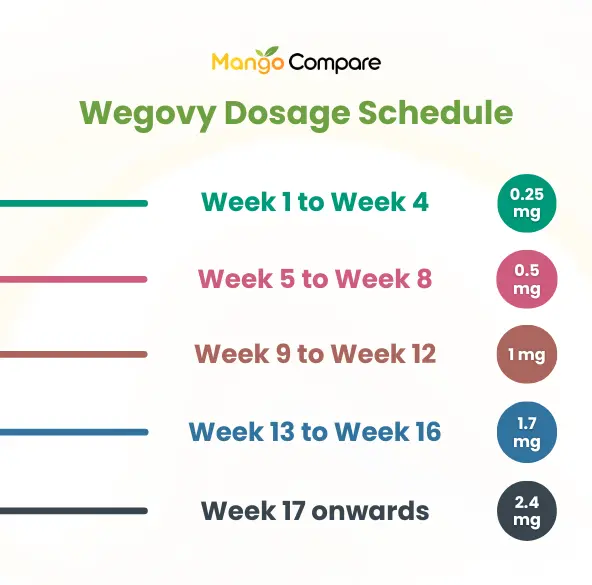 Mango Compare
Wegovy Dosage Schedule
Week 1 to Week 4
0.25
mg
Week 5 to Week 8
0.5
mg
Week 9 to Week 12
1 mg
Week 13 to Week 16
1.7
mg
Week 17 onwards
2.4
mg